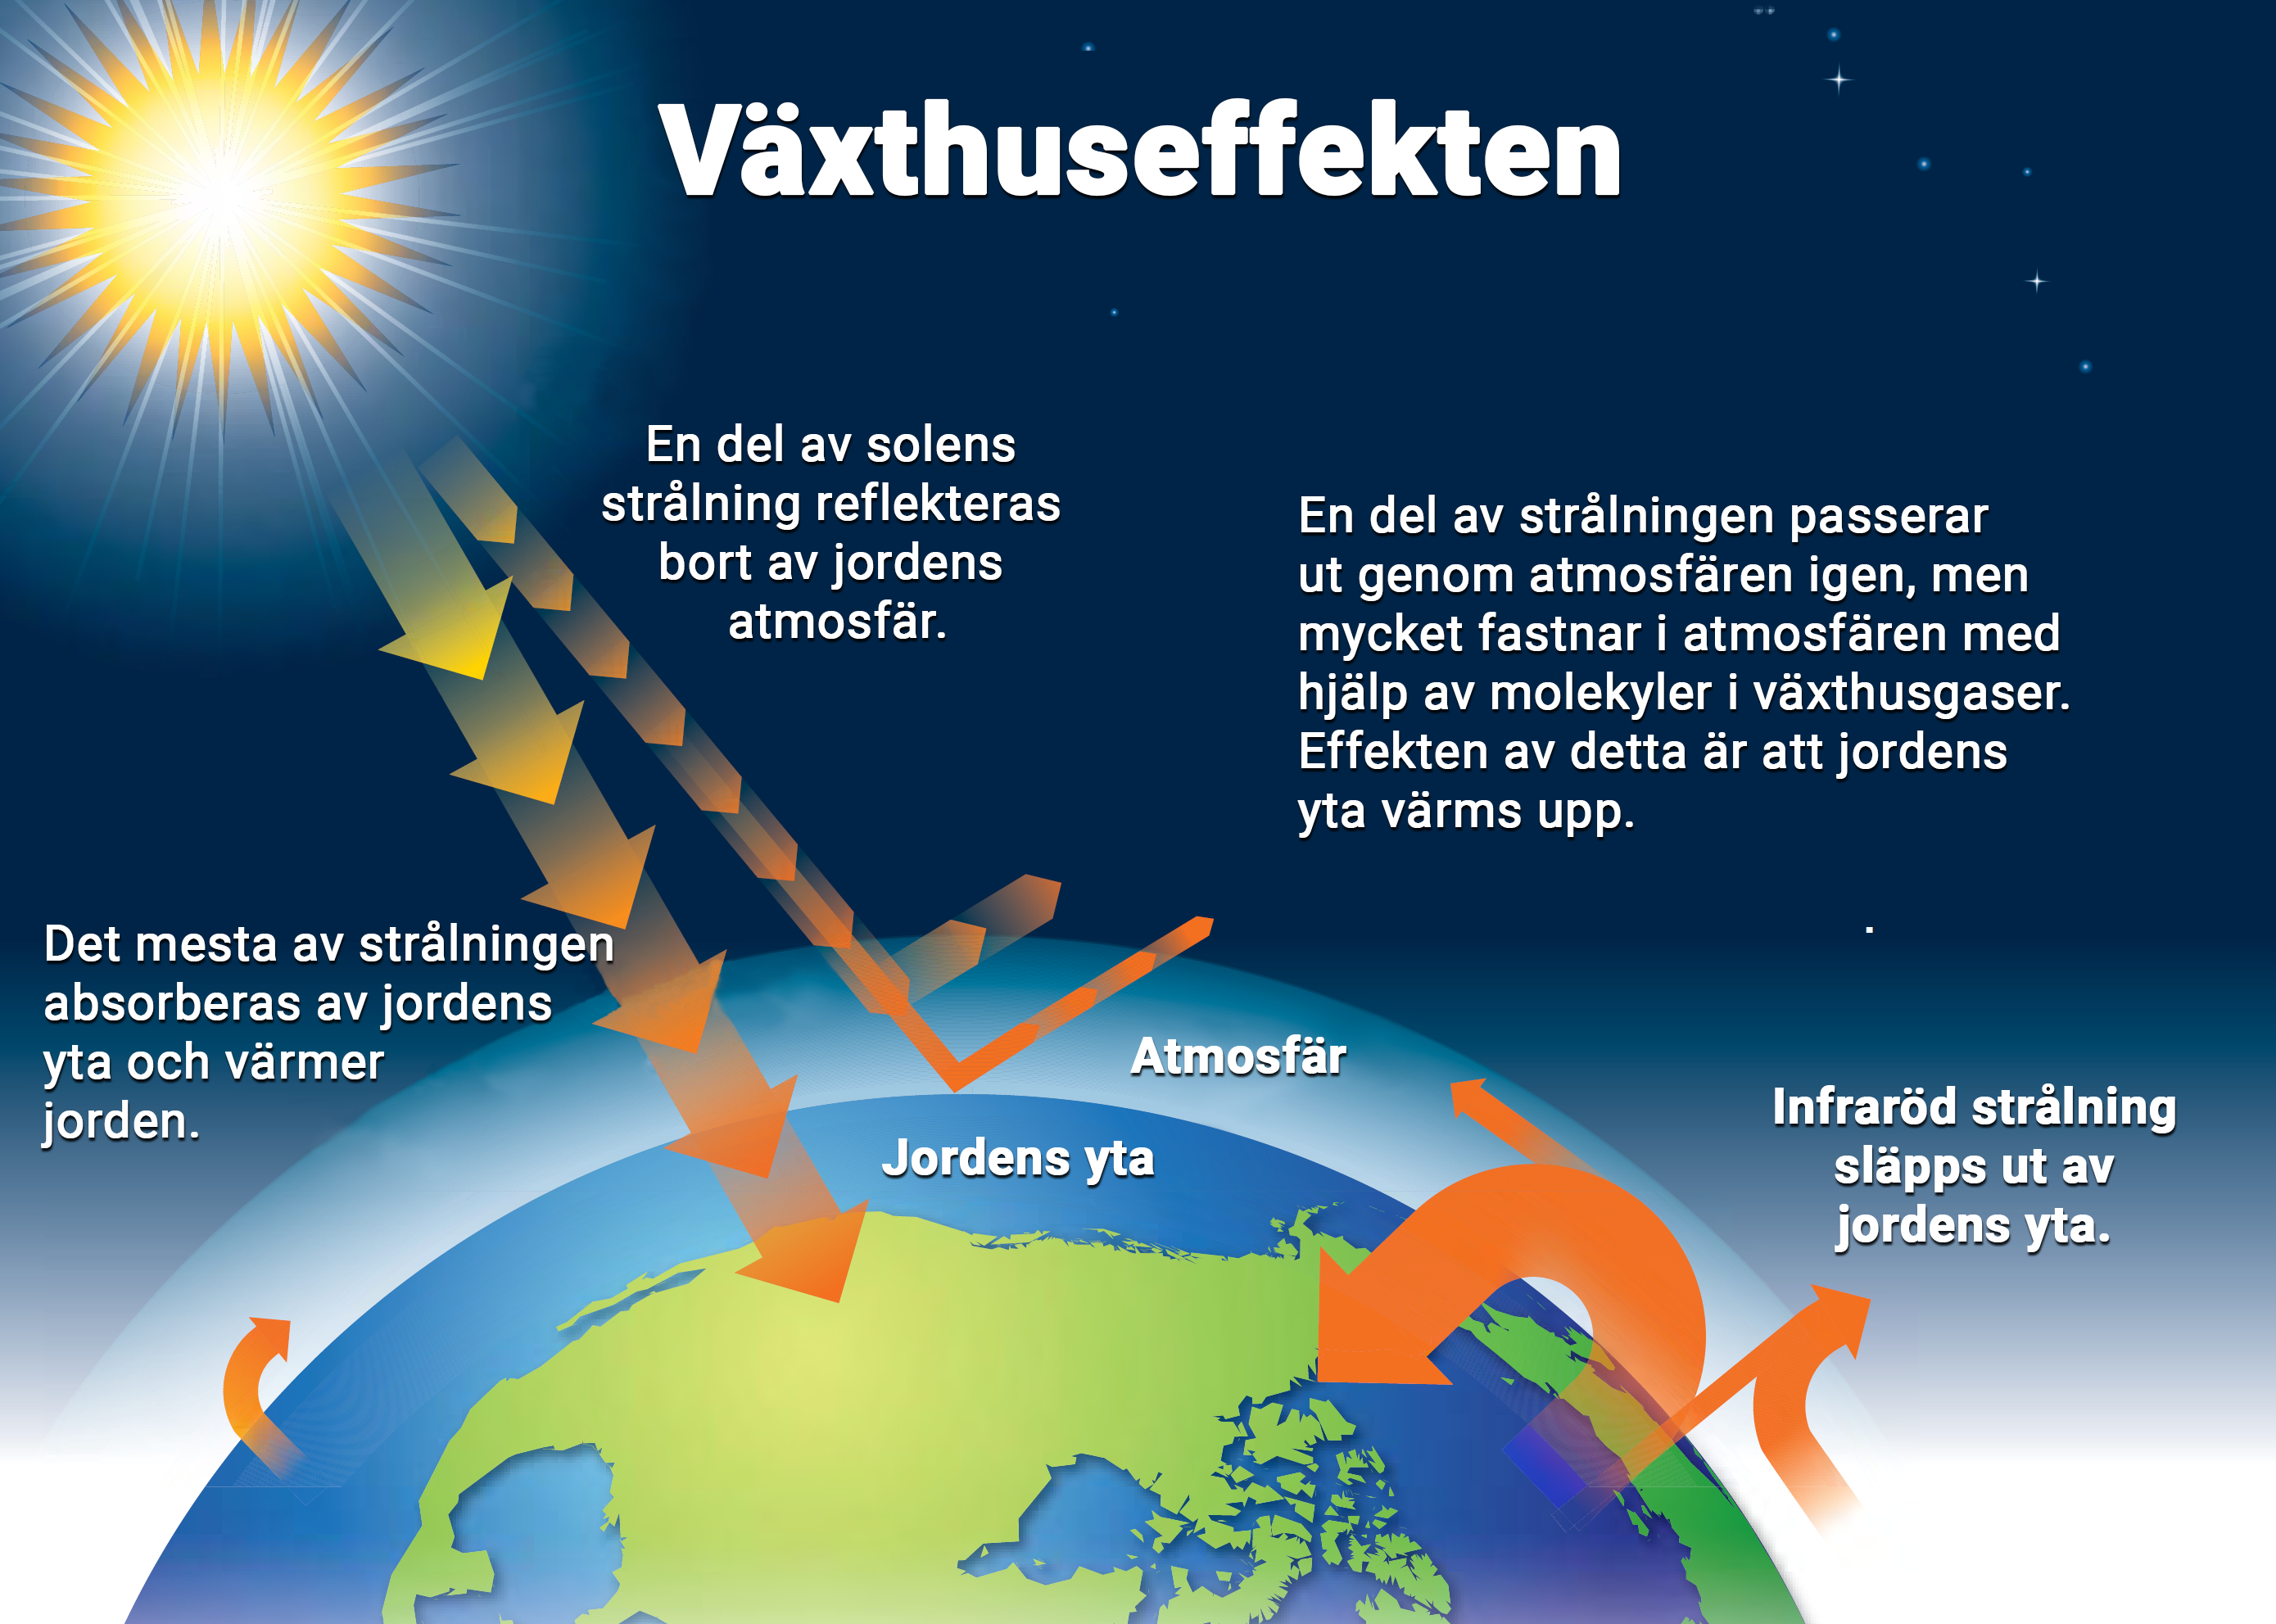 Växthuseffekten
En del av solens
strålning reflekteras
bort av jordens
atmosfär.
En del av strålningen passerar
ut genom atmosfären igen, men
mycket fastnar i atmosfären med
hjälp av molekyler i växthusgaser.
Effekten av detta är att jordens
yta värms upp.
.
Det mesta av strålningen
absorberas av jordens
yta och värmer
jorden.
Atmosfär
Jordens yta
Infraröd strålning
släpps ut av
jordens yta.